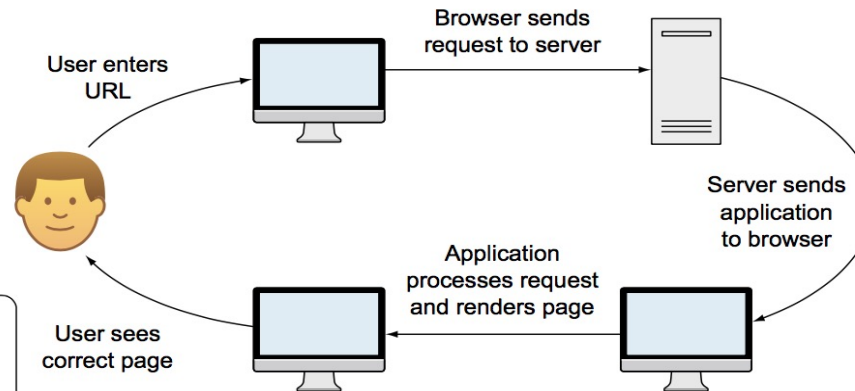 User enters
URL
Browser sends
request to server
Server sends
application
to browser
Application
processes request
and renders page
User sees
correct page